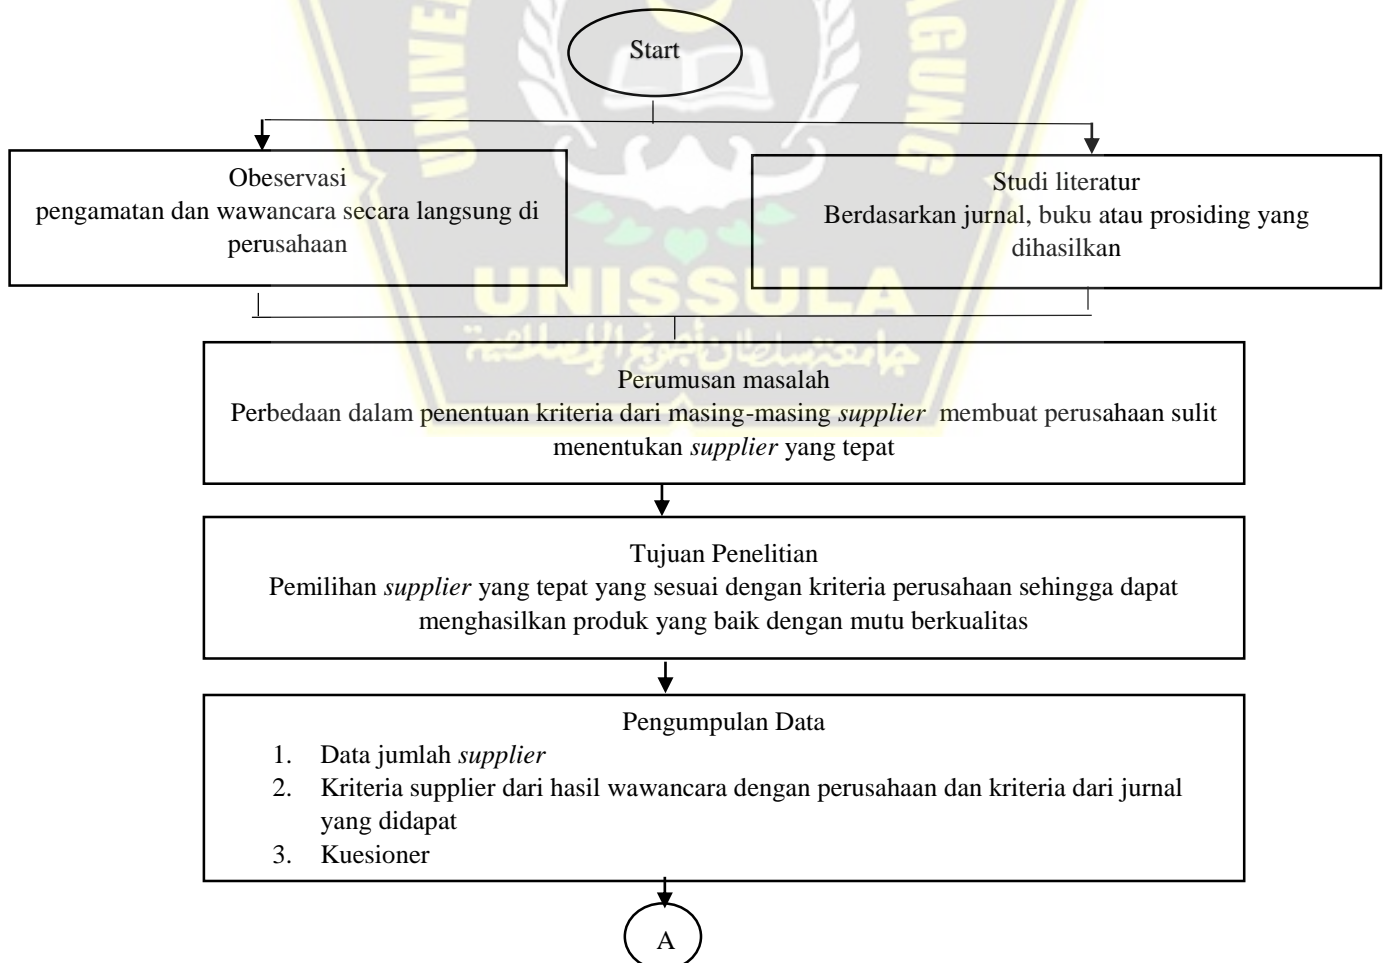 Start
Obeservasi
pengamatan dan wawancara secara langsung di
perusahaan
Studi literatur
Berdasarkan jurnal, buku atau prosiding yang
dihasilkan
UNISSULA
جامعتسلطان أجونج الإسلامية
Perumusan masalah
Perbedaan dalam penentuan kriteria dari masing-masing supplier membuat perusahaan sulit
menentukan supplier yang tepat
Tujuan Penelitian
Pemilihan supplier yang tepat yang sesuai dengan kriteria perusahaan sehingga dapat
menghasilkan produk yang baik dengan mutu berkualitas
Pengumpulan Data
1. Data jumlah supplier
2. Kriteria supplier dari hasil wawancara dengan perusahaan dan kriteria dari jurnal
yang didapat
3. Kuesioner
A